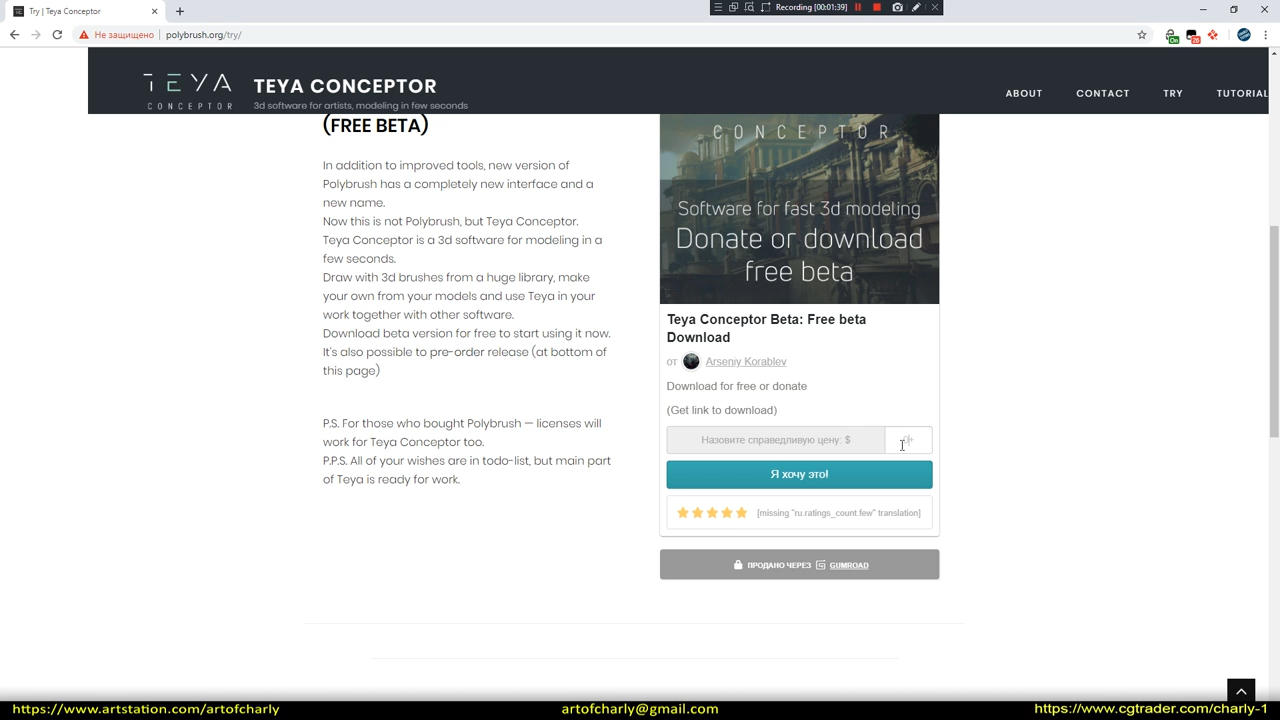 Try | Teya Conceptor
Recording [00:01:39]
Не защищено
polybrush.org/try/
TEYA
CONCEPTOR
TEYA CONCEPTOR
3d software for artists, modeling in few seconds
ABOUT
CONTACT
TRY
TUTORIAL
(FREE BETA)
In addition to improved tools, new version of
Polybrush has a completely new interface and a
new name.
Now this is not Polybrush, but Teya Conceptor.
Teya Conceptor is a 3d software for modeling in a
few seconds.
Draw with 3d brushes from a huge library, make
your own from your models and use Teya in your
work together with other software.
Download beta version for free to start using it now.
It's also possible to pre-order release (at bottom of
this page)
P.S. For those who bought Polybrush — licenses will
work for Teya Conceptor too.
P.P.S. All of your wishes are in todo-list, but main part
of Teya is ready for work.
CONCEPTOR
Software for fast 3d modeling
Donate or download
free beta
Teya Conceptor Beta: Free beta
Download
от Arseniy Korablev
Download for free or donate
(Get link to download)
Назовите справедливую цену: $
Я хочу это!
[missing "ru.ratings_count.few" translation]
ПРОДАНО ЧЕРЕЗ GUMROAD
https://www.artstation.com/artofcharly
artofcharly@gmail.com
https://www.cgtrader.com/charly-1